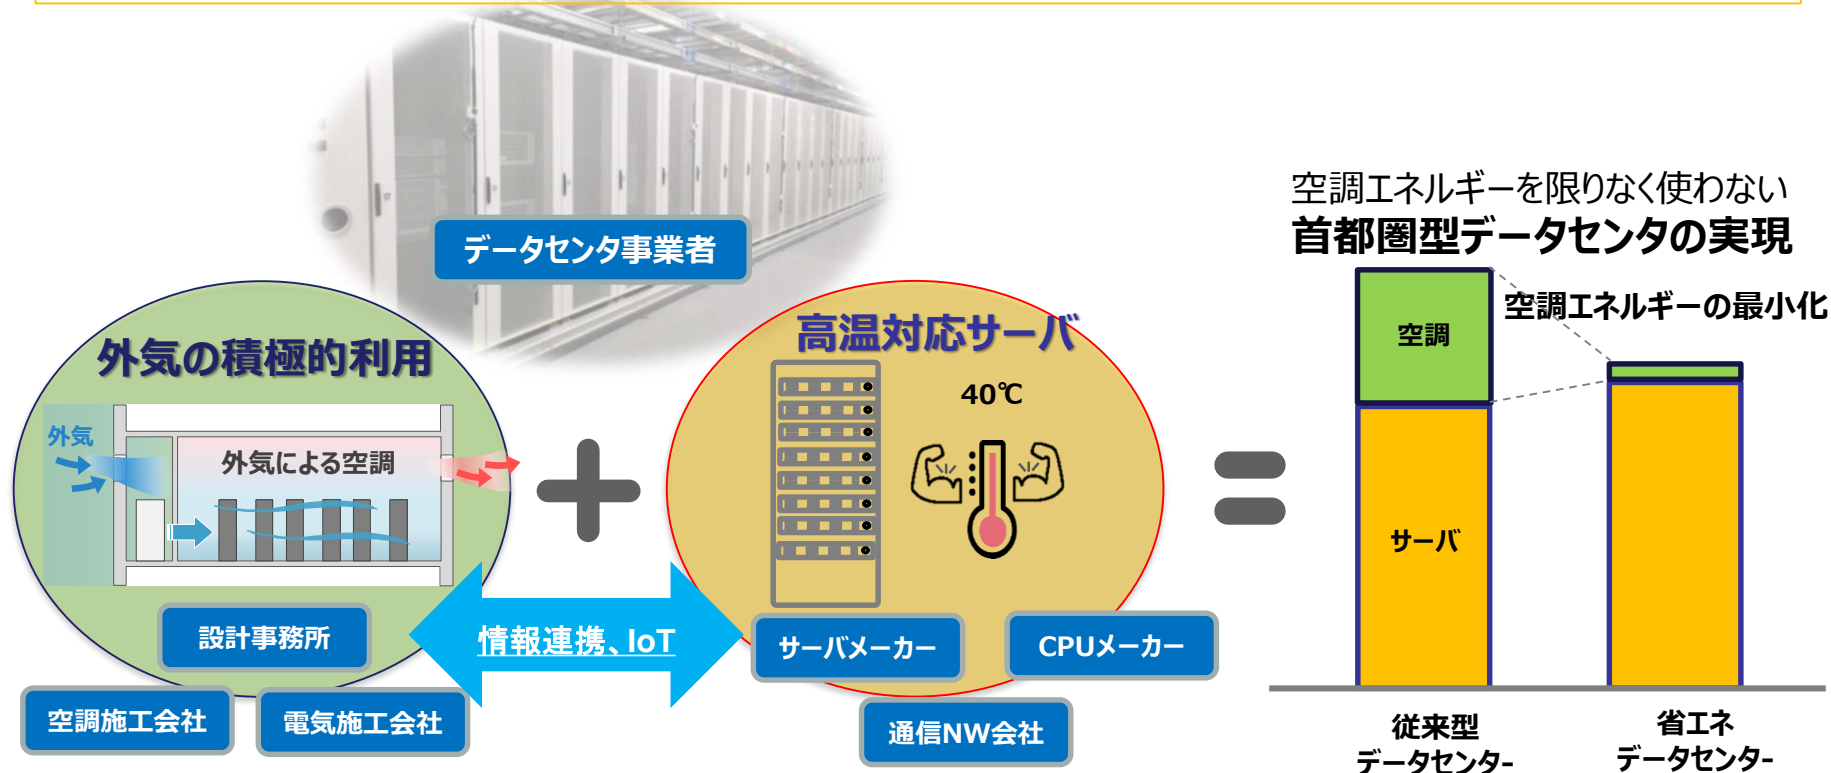 空調エネルギーを限りなく使わない
首都圏型データセンタの実現
データセンタ事業者
空調エネルギーの最小化
外気の積極的利用
高温対応サーバ
空調
40℃
外気
外気による空調
サーバ
設計事務所
情報連携、IoT
サーバメーカー
CPUメーカー
空調施工会社
電気施工会社
通信NW会社
従来型
データセンター
省エネ
データセンター